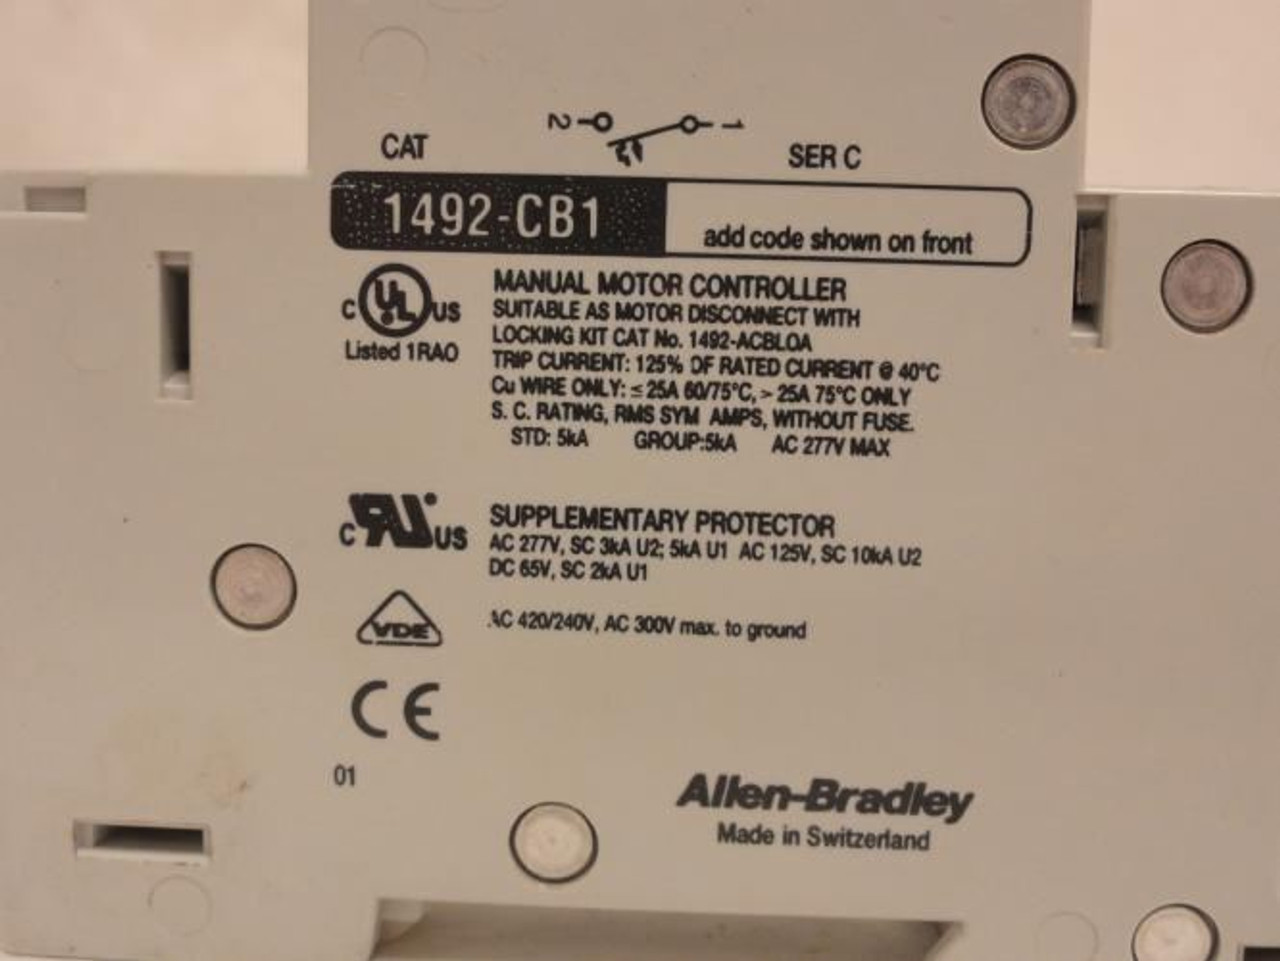 2 1
CAT SER C
1492-CB1 add code shown on front
C UL US MANUAL MOTOR CONTROLLER
SUITABLE AS MOTOR DISCONNECT WITH
LOCKING KIT CAT No. 1492-ACBLOA
Listed 1RAO TRIP CURRENT: 125% OF RATED CURRENT @ 40°C
Cu WIRE ONLY: ≤ 25A 60/75°C, > 25A 75°C ONLY
S. C. RATING, RMS SYM AMPS, WITHOUT FUSE.
STD: 5kA GROUP:5kA AC 277V MAX
C RU US SUPPLEMENTARY PROTECTOR
AC 277V, SC 3kA U2; 5kA U1 AC 125V, SC 10kA U2
DC 65V, SC 2kA U1
VDE AC 420/240V, AC 300V max. to ground
CE
01
Allen-Bradley
Made in Switzerland